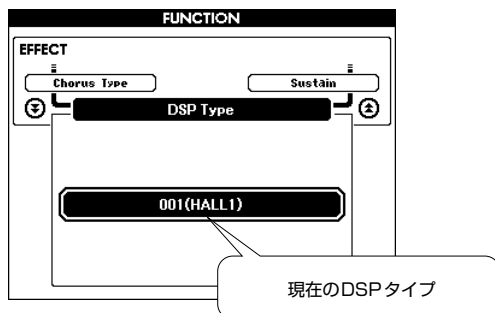 FUNCTION
EFFECT
Chorus Type
Sustain
DSP Type
001(HALL1)
現在のDSPタイプ